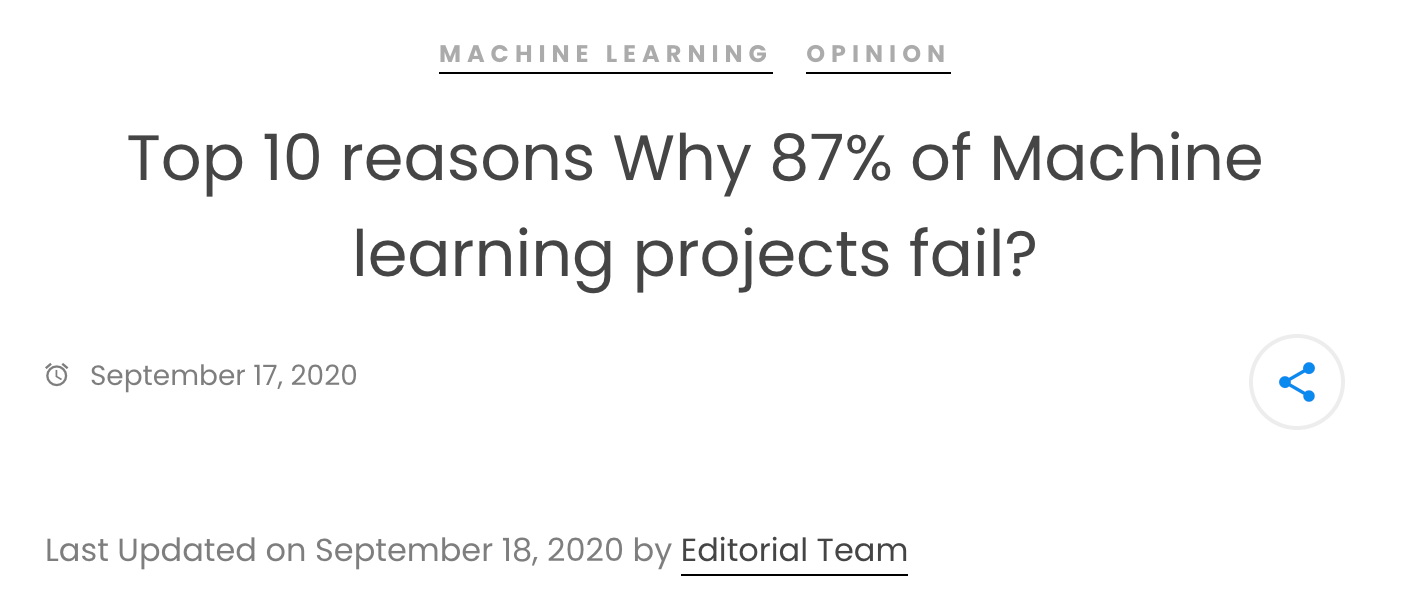 MACHINE LEARNING OPINION
Top 10 reasons Why 87% of Machine
learning projects fail?
September 17, 2020
Last Updated on September 18, 2020 by Editorial Team